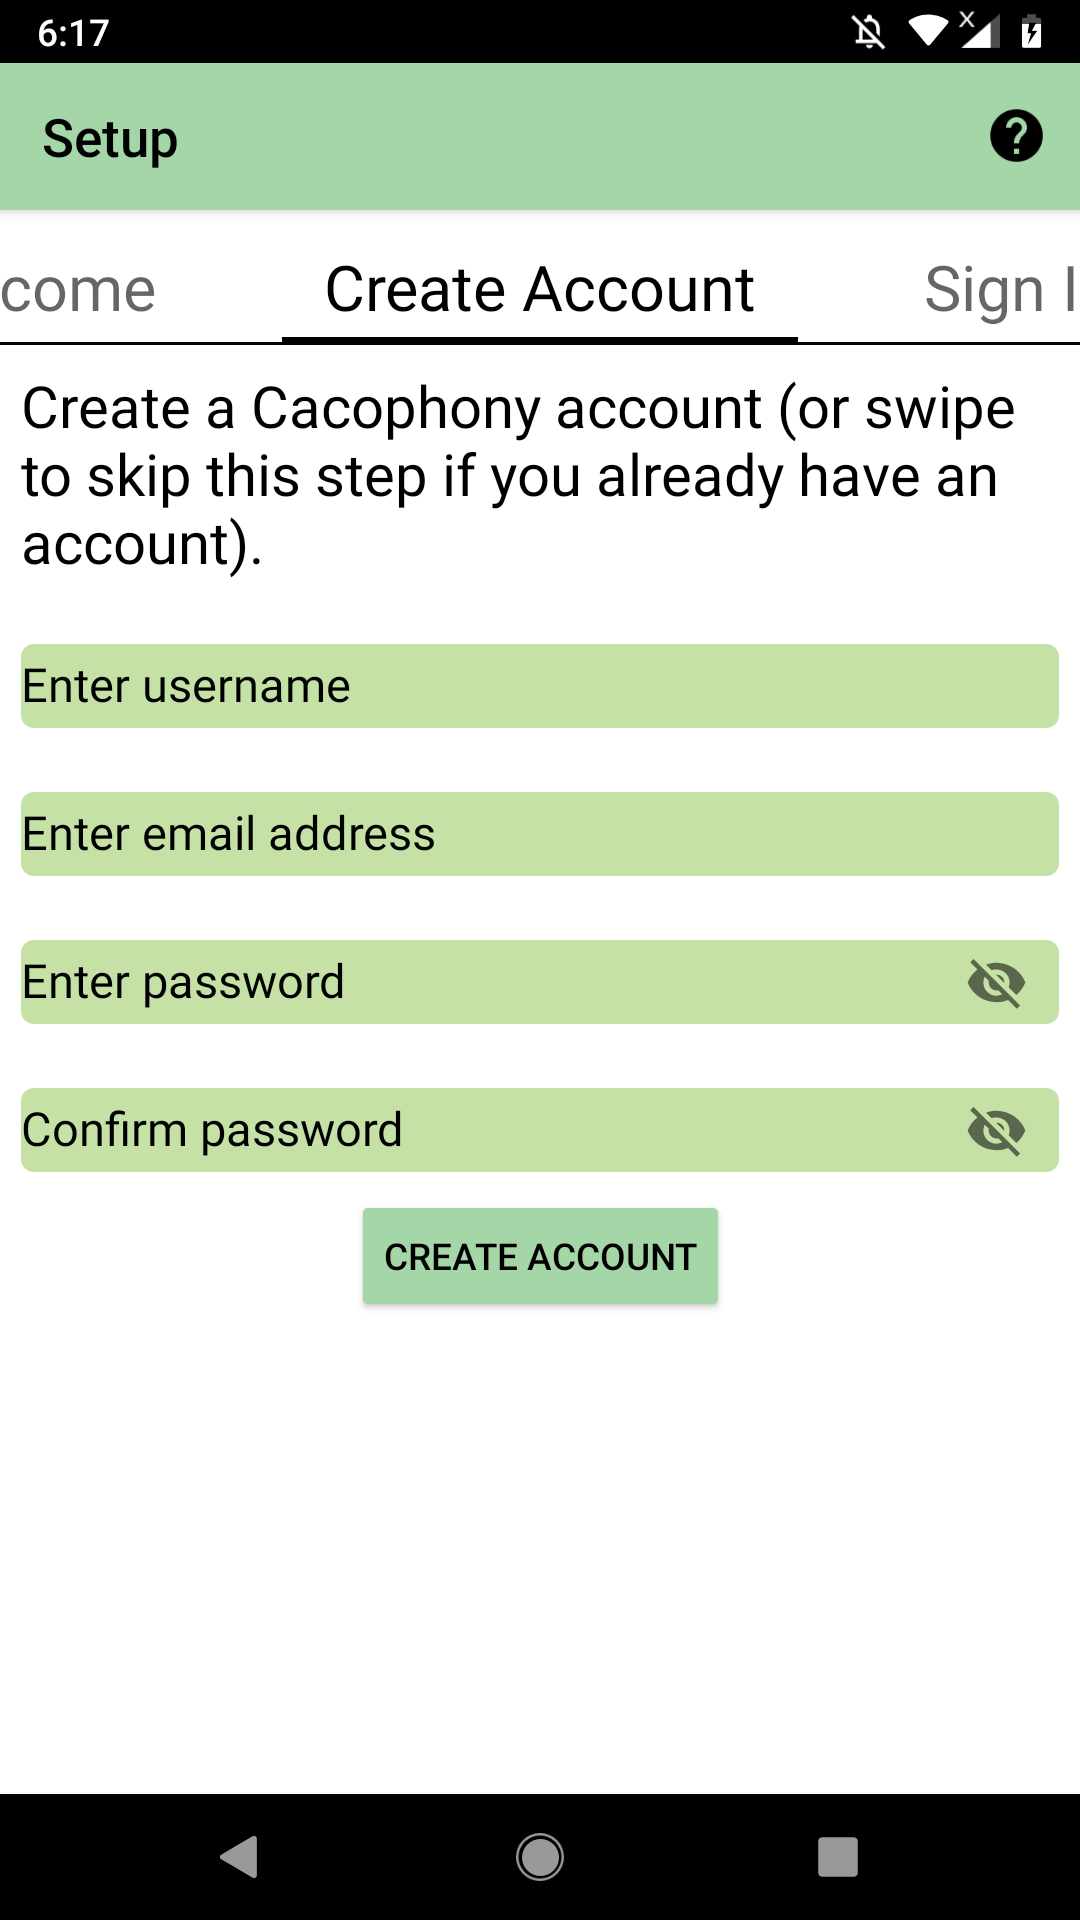 6:17
Setup
come Create Account Sign I
Create a Cacophony account (or swipe
to skip this step if you already have an
account).
Enter username
Enter email address
Enter password
Confirm password
CREATE ACCOUNT